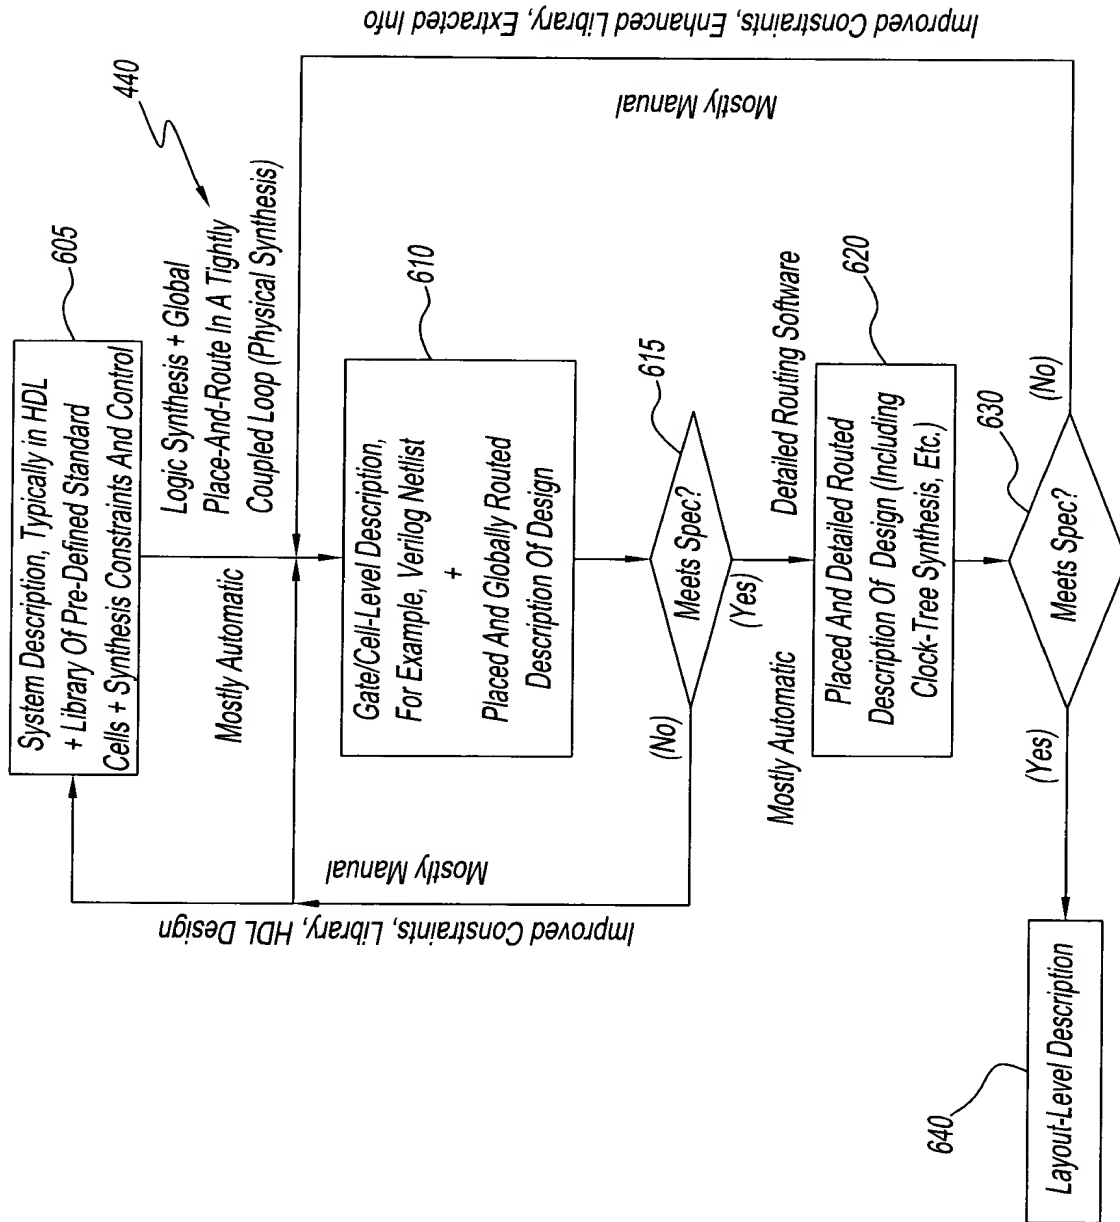 System Description, Typically in HDL
+ Library Of Pre-Defined Standard
Cells + Synthesis Constraints And Control
605
440
Logic Synthesis + Global
Place-And-Route In A Tightly
Coupled Loop (Physical Synthesis)
Mostly Automatic
Gate/Cell-Level Description,
For Example, Verilog Netlist
+
Placed And Globally Routed
Description Of Design
610
Meets Spec?
615
(No)
(Yes)
Mostly Manual
Improved Constraints, Library, HDL Design
Mostly Automatic
Detailed Routing Software
Placed And Detailed Routed
Description Of Design (Including
Clock-Tree Synthesis, Etc.)
620
Meets Spec?
630
(No)
(Yes)
Mostly Manual
Improved Constraints, Enhanced Library, Extracted Info
Layout-Level Description
640